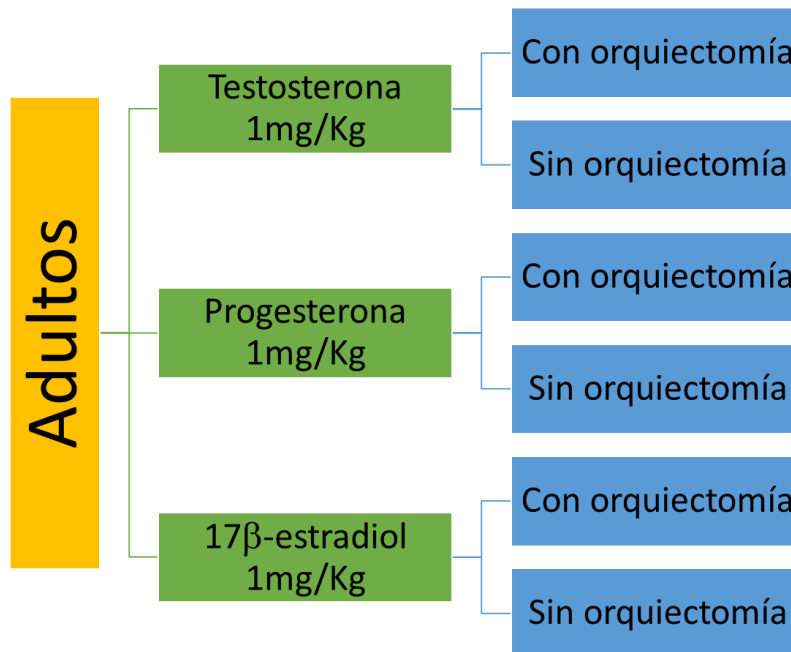 Adultos
Testosterona
1mg/Kg
Con orquiectomía
Sin orquiectomía
Progesterona
1mg/Kg
Con orquiectomía
Sin orquiectomía
17β-estradiol
1mg/Kg
Con orquiectomía
Sin orquiectomía